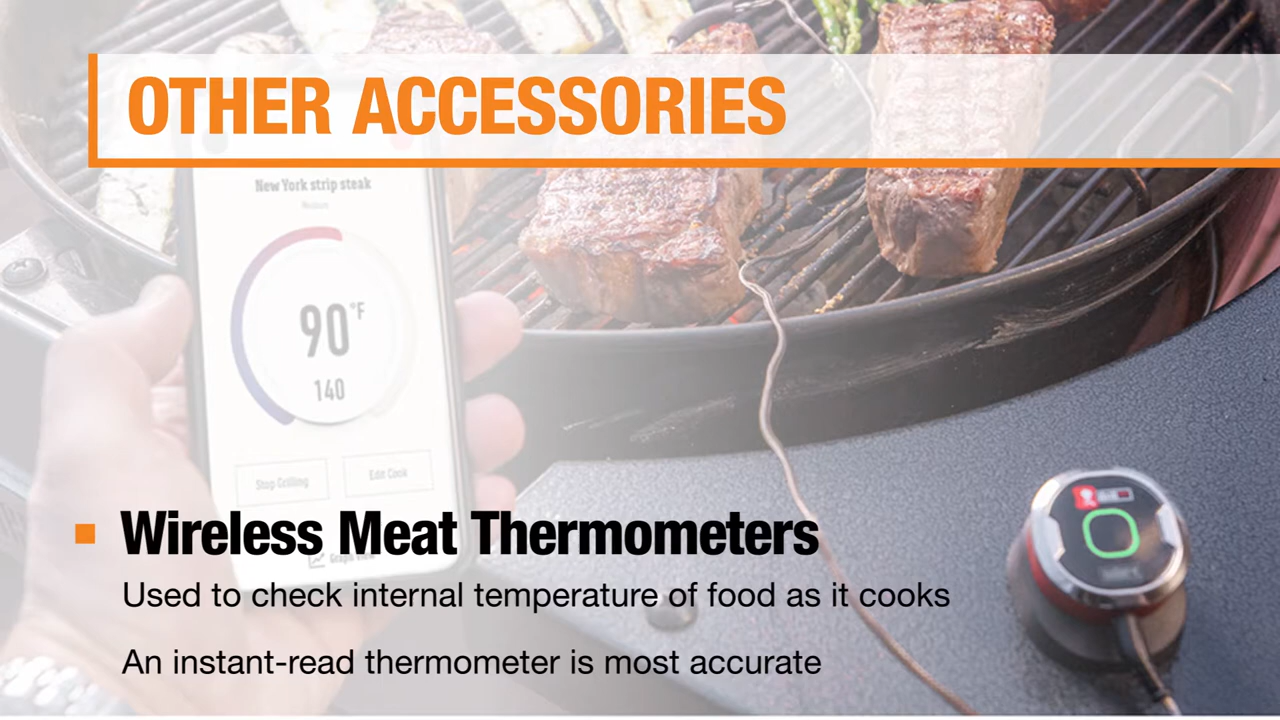 OTHER ACCESSORIES
New York strip steak
90°F
140
Stop Grilling
Edit Cook
Wireless Meat Thermometers
Used to check internal temperature of food as it cooks
An instant-read thermometer is most accurate